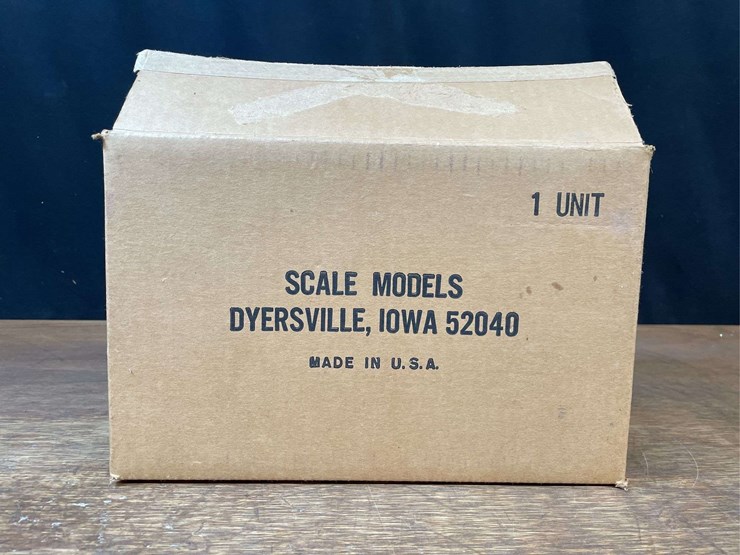 1 UNIT
SCALE MODELS
DYERSVILLE, IOWA 52040
MADE IN U.S.A.